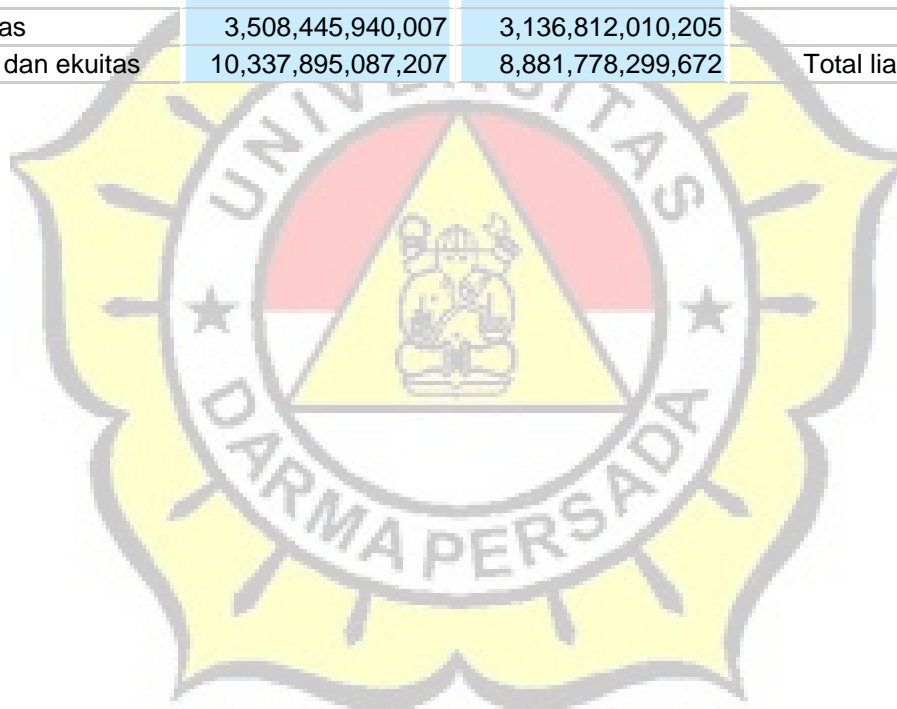 as 3,508,445,940,007 3,136,812,010,205
dan ekuitas 10,337,895,087,207 8,881,778,299,672 Total lia
UNIVERSITAS
DARMA PERSADA